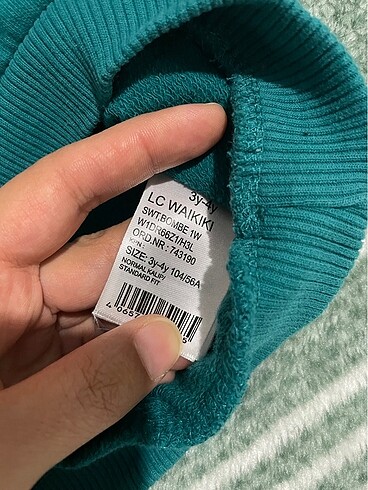 3y-4y
LC WAIKIKI
SWT,BOMBE 1W
W1DR66Z1/H3L
ORD.NR.: 743190
SIZE: 3y-4y 104/56A
NORMAL KALIP/
STANDARD FIT